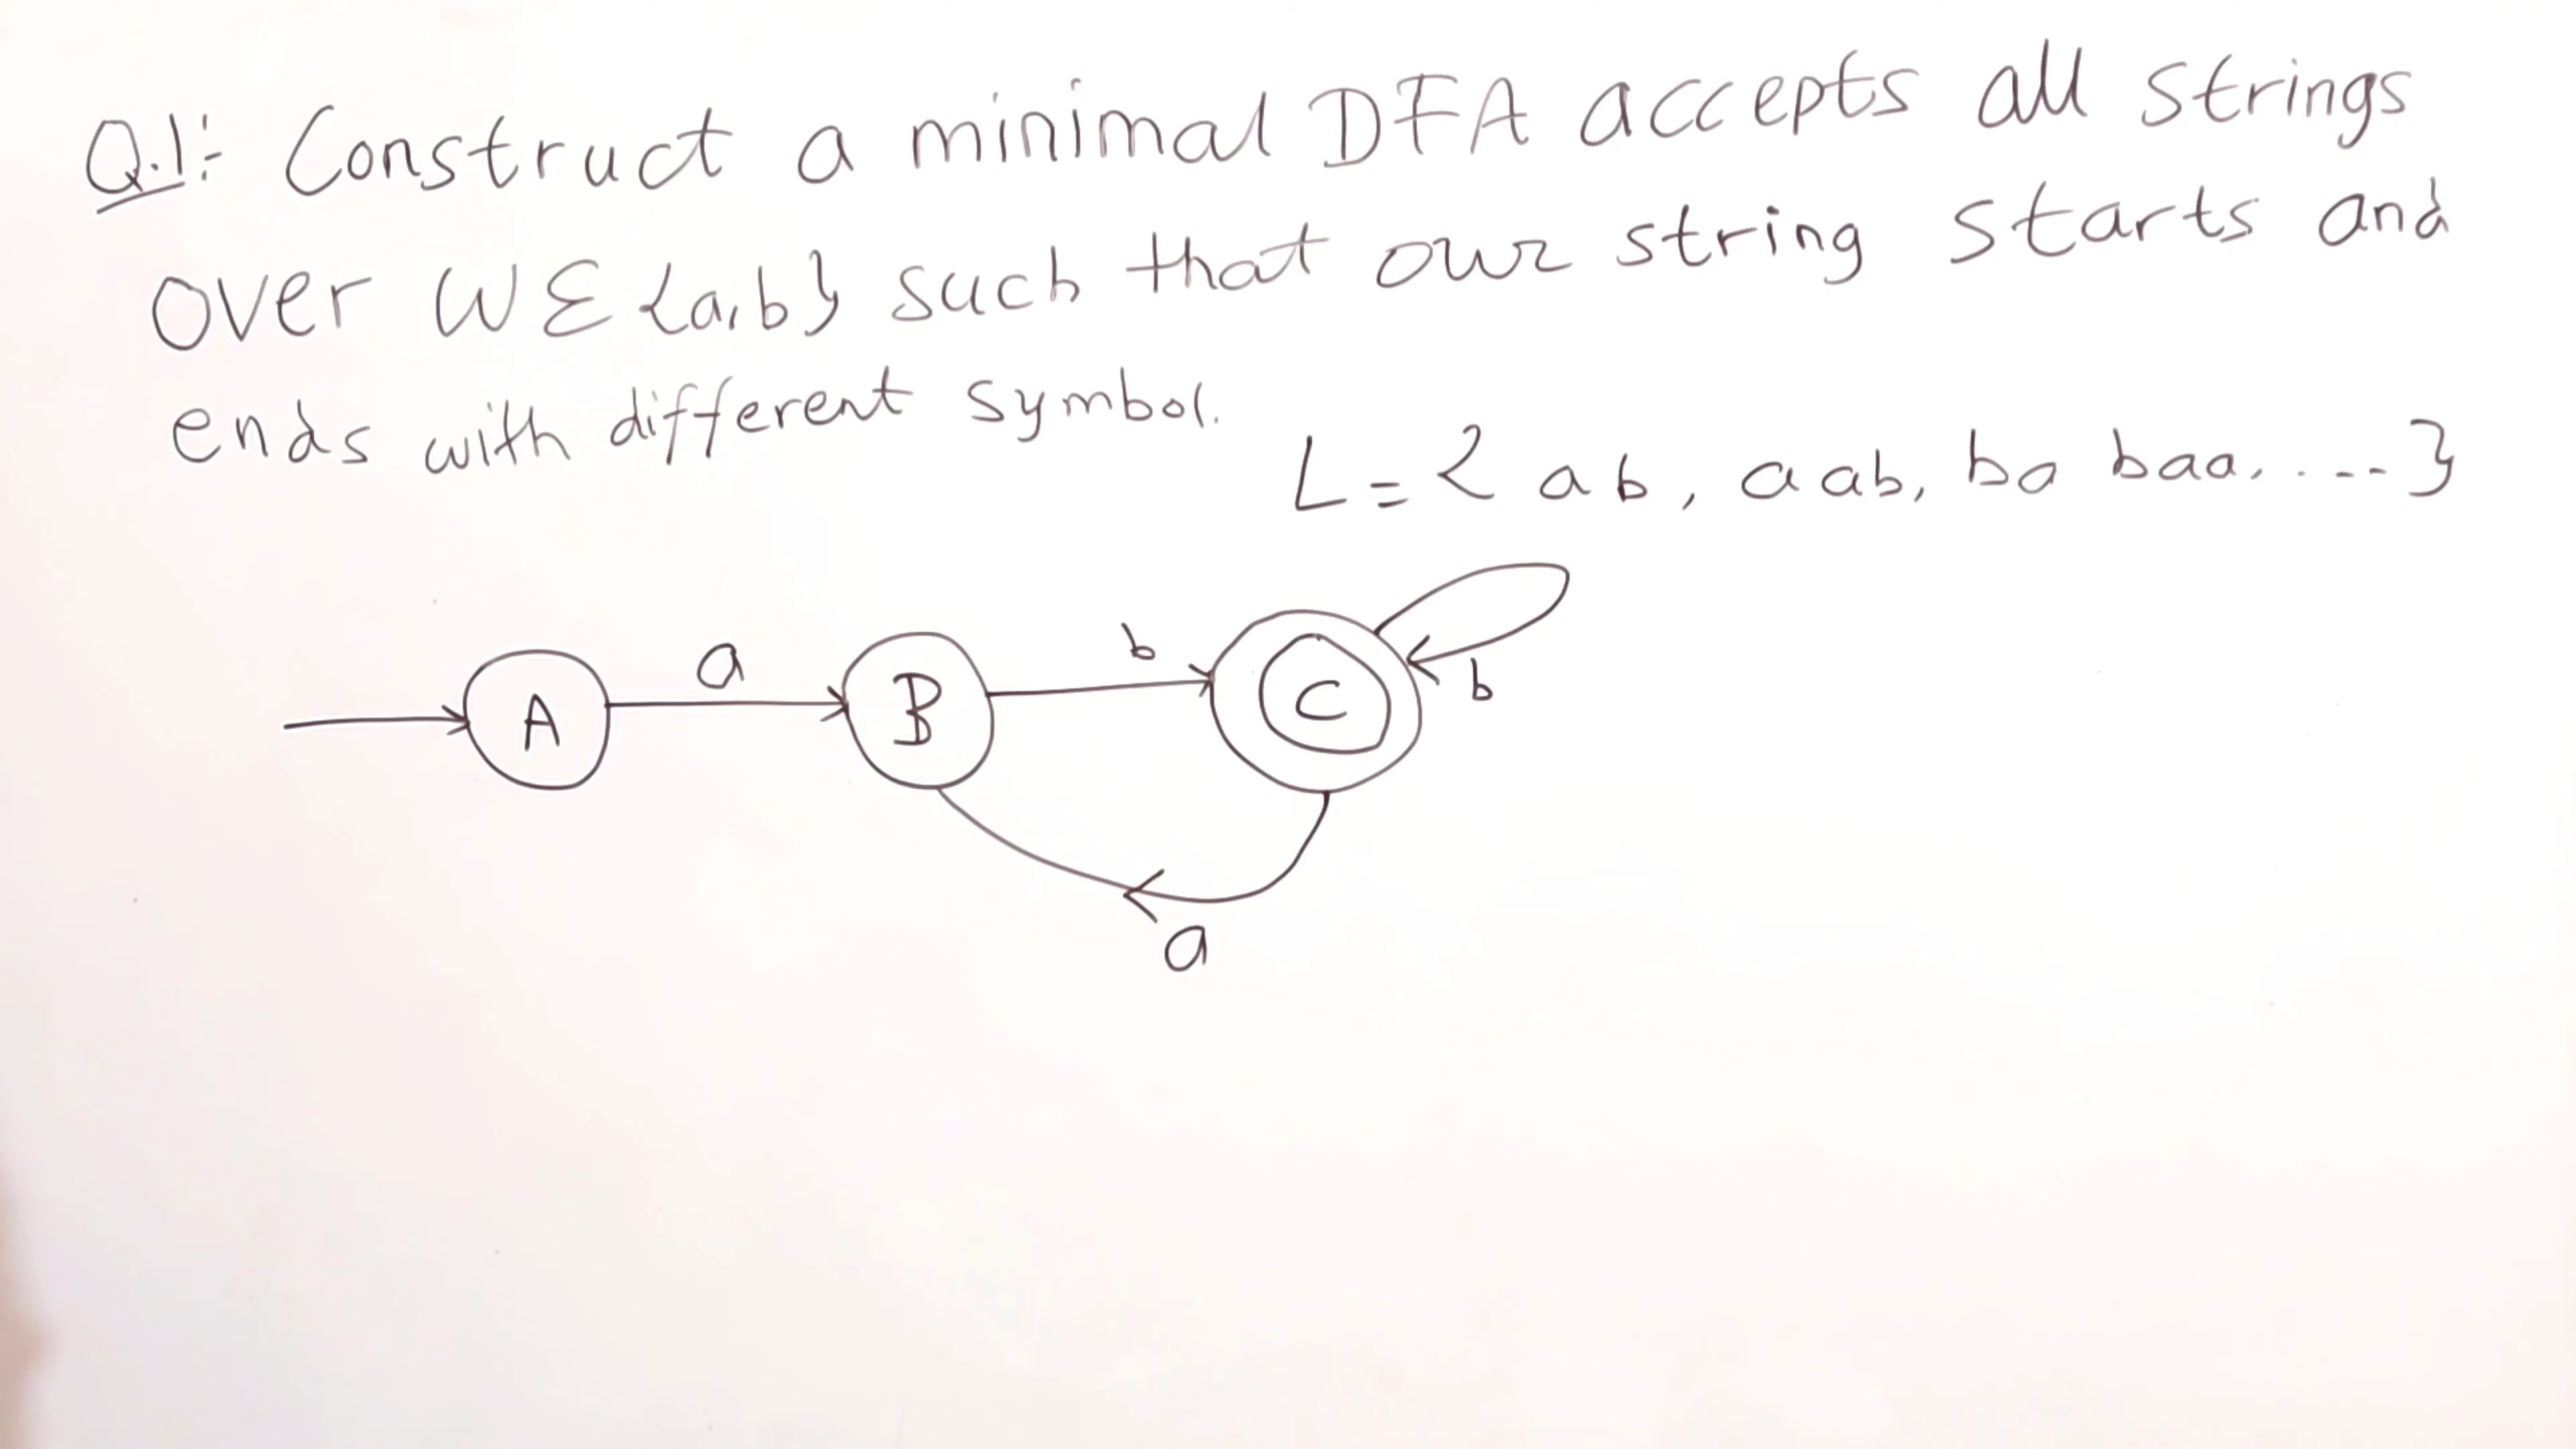 Q.1:- Construct a minimal DFA accepts all strings
over W Ɛ {a,b} such that our string starts and
ends with different symbol.
L = { ab, aab, ba baa, .... }
a
b
b
A
B
C
a